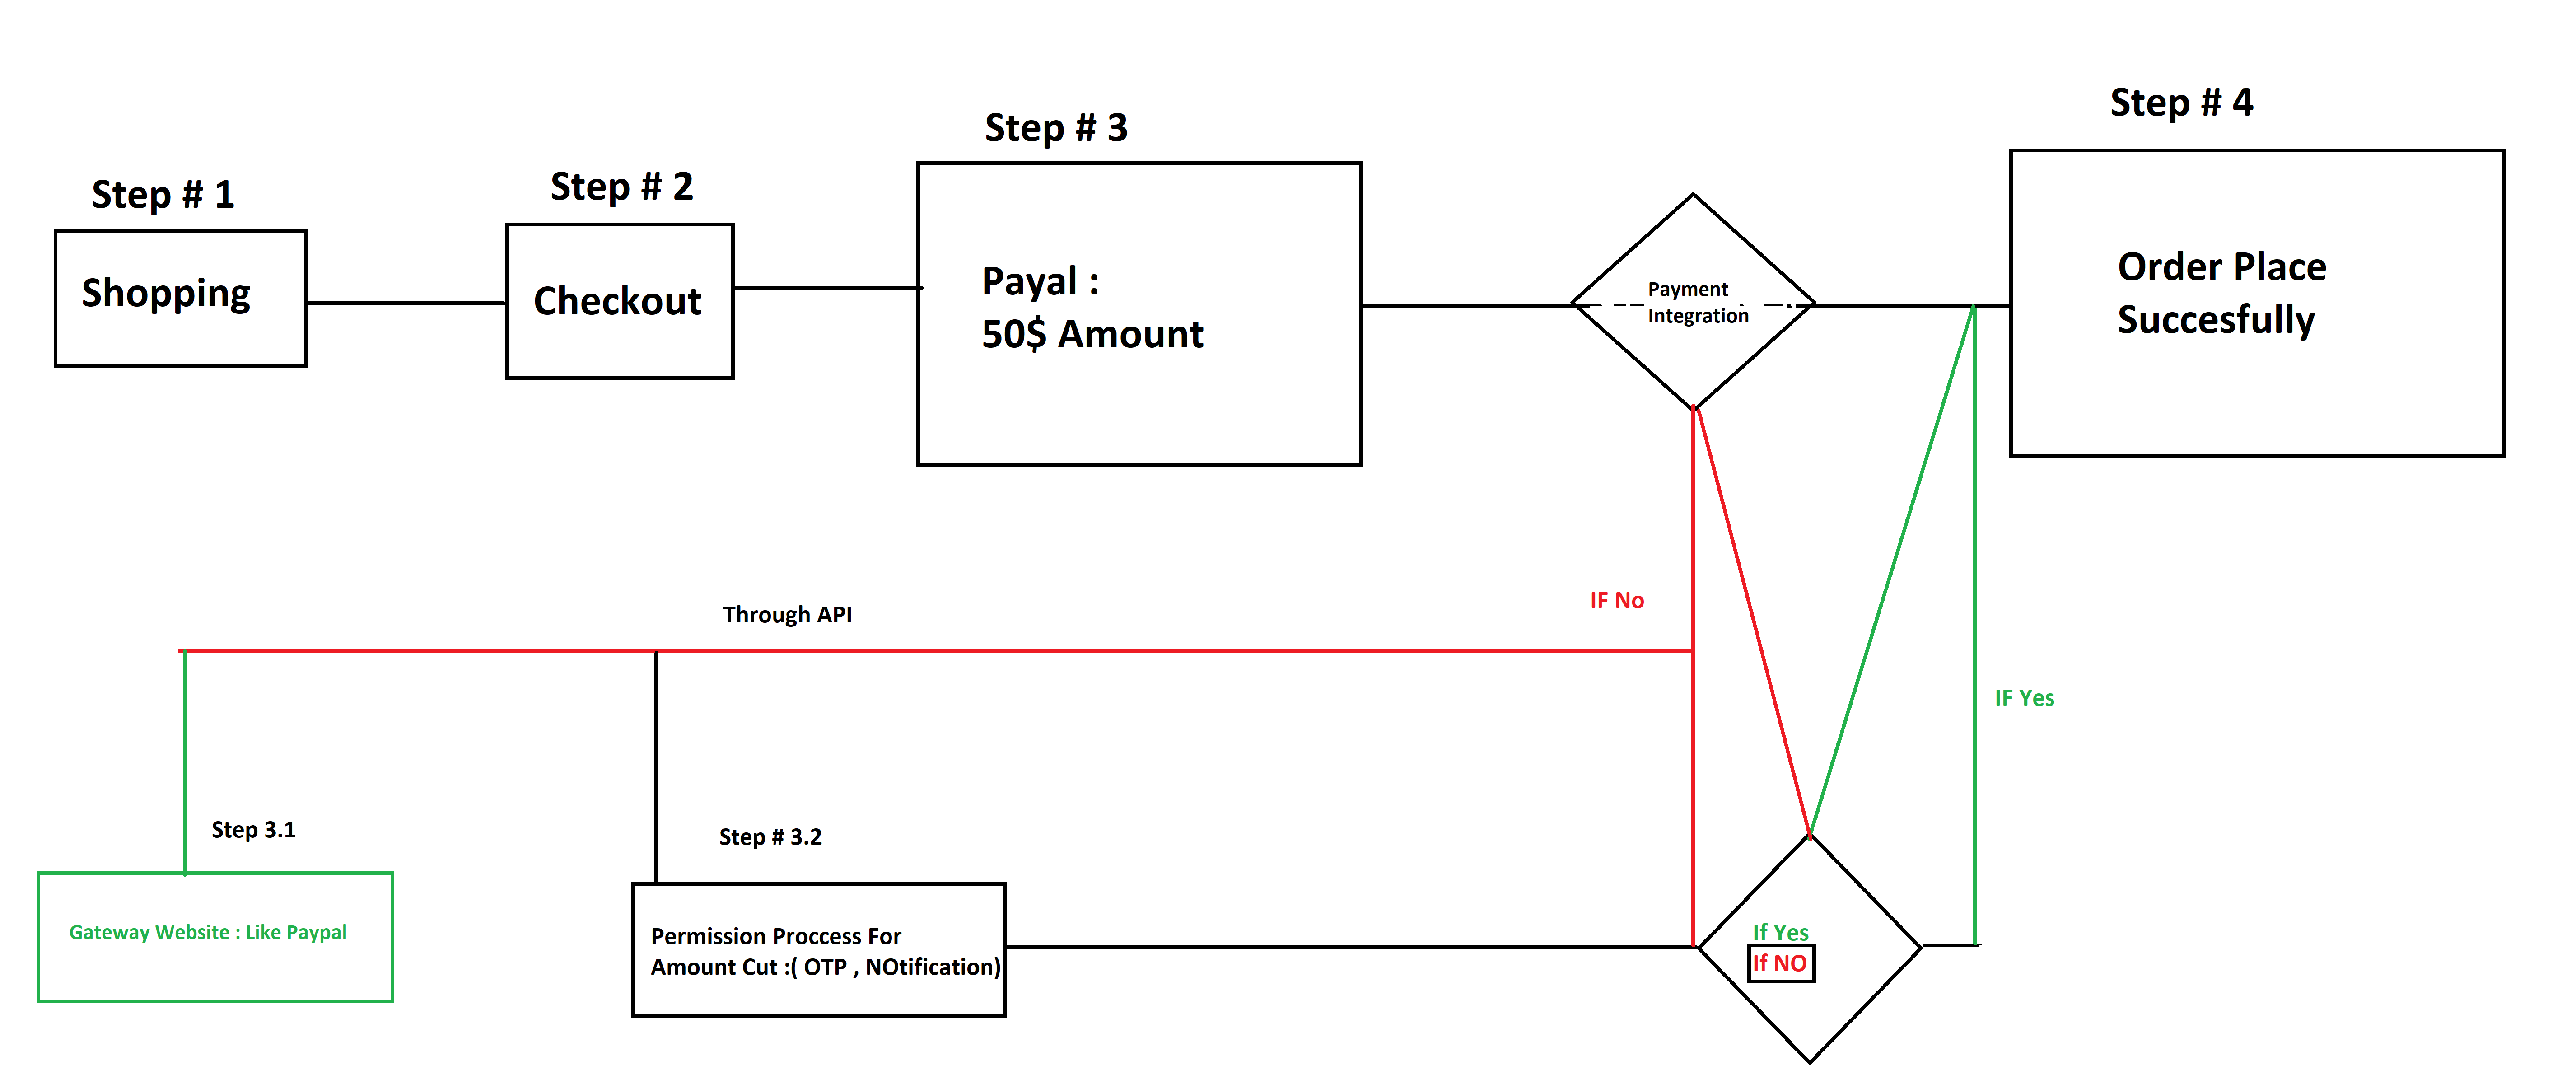 Step # 1
Shopping
Step # 2
Checkout
Step # 3
Payal :
50$ Amount
Payment
Integration
Step # 4
Order Place
Succesfully
Through API
IF No
IF Yes
Step 3.1
Gateway Website : Like Paypal
Step # 3.2
Permission Proccess For
Amount Cut :( OTP , NOtification)
If Yes
If NO